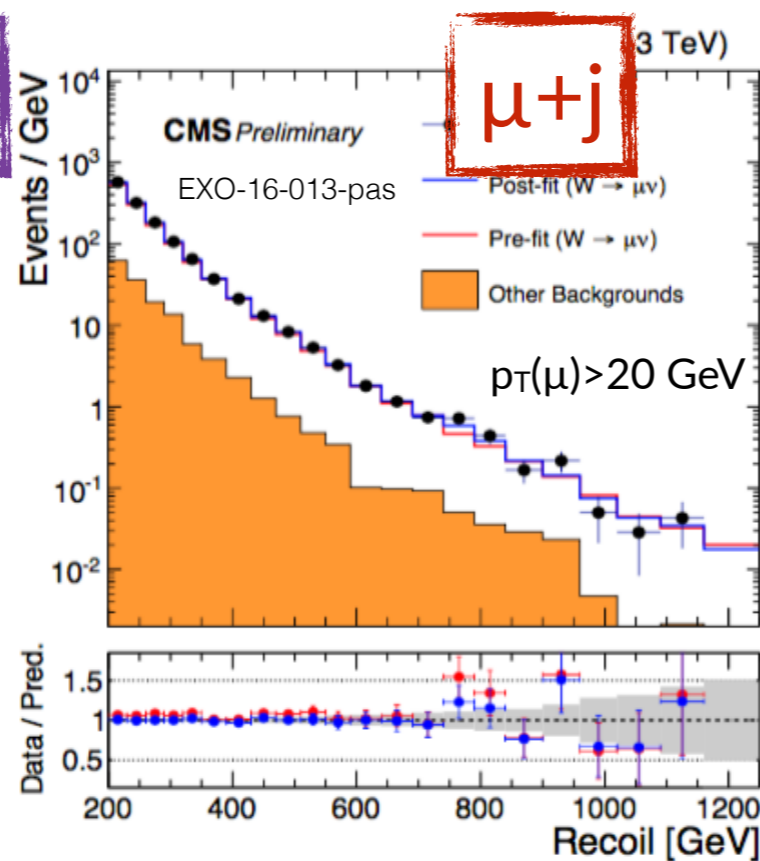 3 TeV)
μ+j
Events / GeV
10⁴
10³
10²
10
1
10⁻¹
10⁻²
CMS Preliminary
EXO-16-013-pas
Post-fit (W → μν)
Pre-fit (W → μν)
Other Backgrounds
pT(μ)>20 GeV
Data / Pred.
1.5
1
0.5
200 400 600 800 1000 1200
Recoil [GeV]